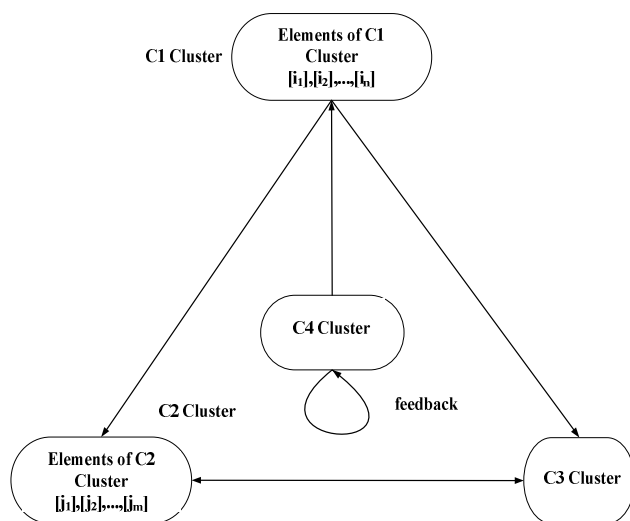 Elements of C1
Cluster
[i₁],[i₂],...,[iₙ]
C1 Cluster
C4 Cluster
feedback
C2 Cluster
Elements of C2
Cluster
[j₁],[j₂],...,[jₘ]
C3 Cluster